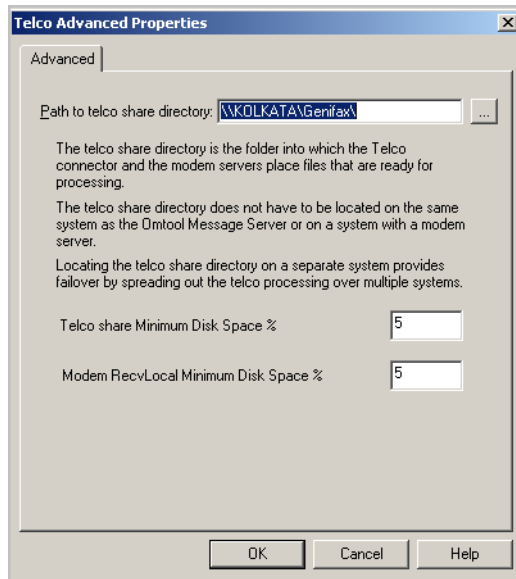 Telco Advanced Properties
Advanced
Path to telco share directory: \\KOLKATA\Genifax\ ...
The telco share directory is the folder into which the Telco
connector and the modem servers place files that are ready for
processing.
The telco share directory does not have to be located on the same
system as the Omtool Message Server or on a system with a modem
server.
Locating the telco share directory on a separate system provides
failover by spreading out the telco processing over multiple systems.
Telco share Minimum Disk Space % 5
Modem RecvLocal Minimum Disk Space % 5
OK Cancel Help